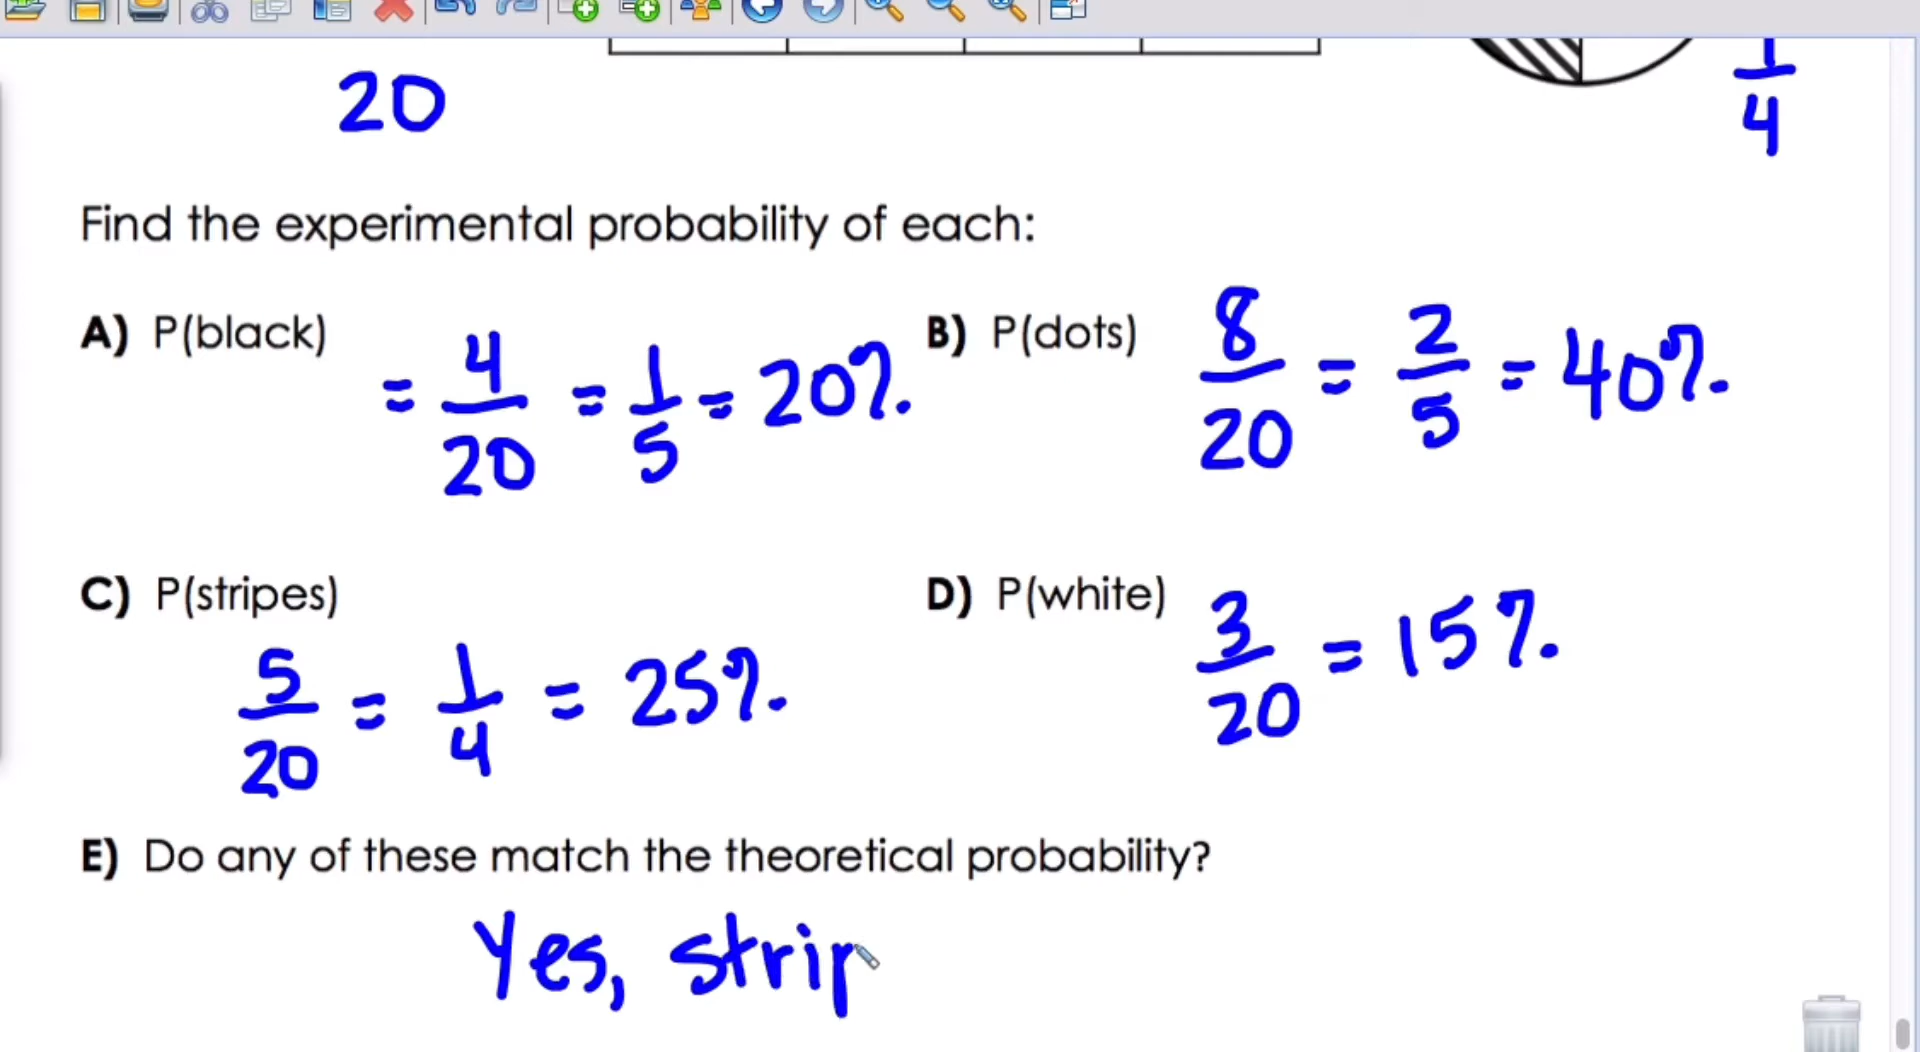 20
1/4
Find the experimental probability of each:
A) P(black) = 4/20 = 1/5 = 20%
B) P(dots) 8/20 = 2/5 = 40%
C) P(stripes)
5/20 = 1/4 = 25%
D) P(white) 3/20 = 15%
E) Do any of these match the theoretical probability?
Yes, strip